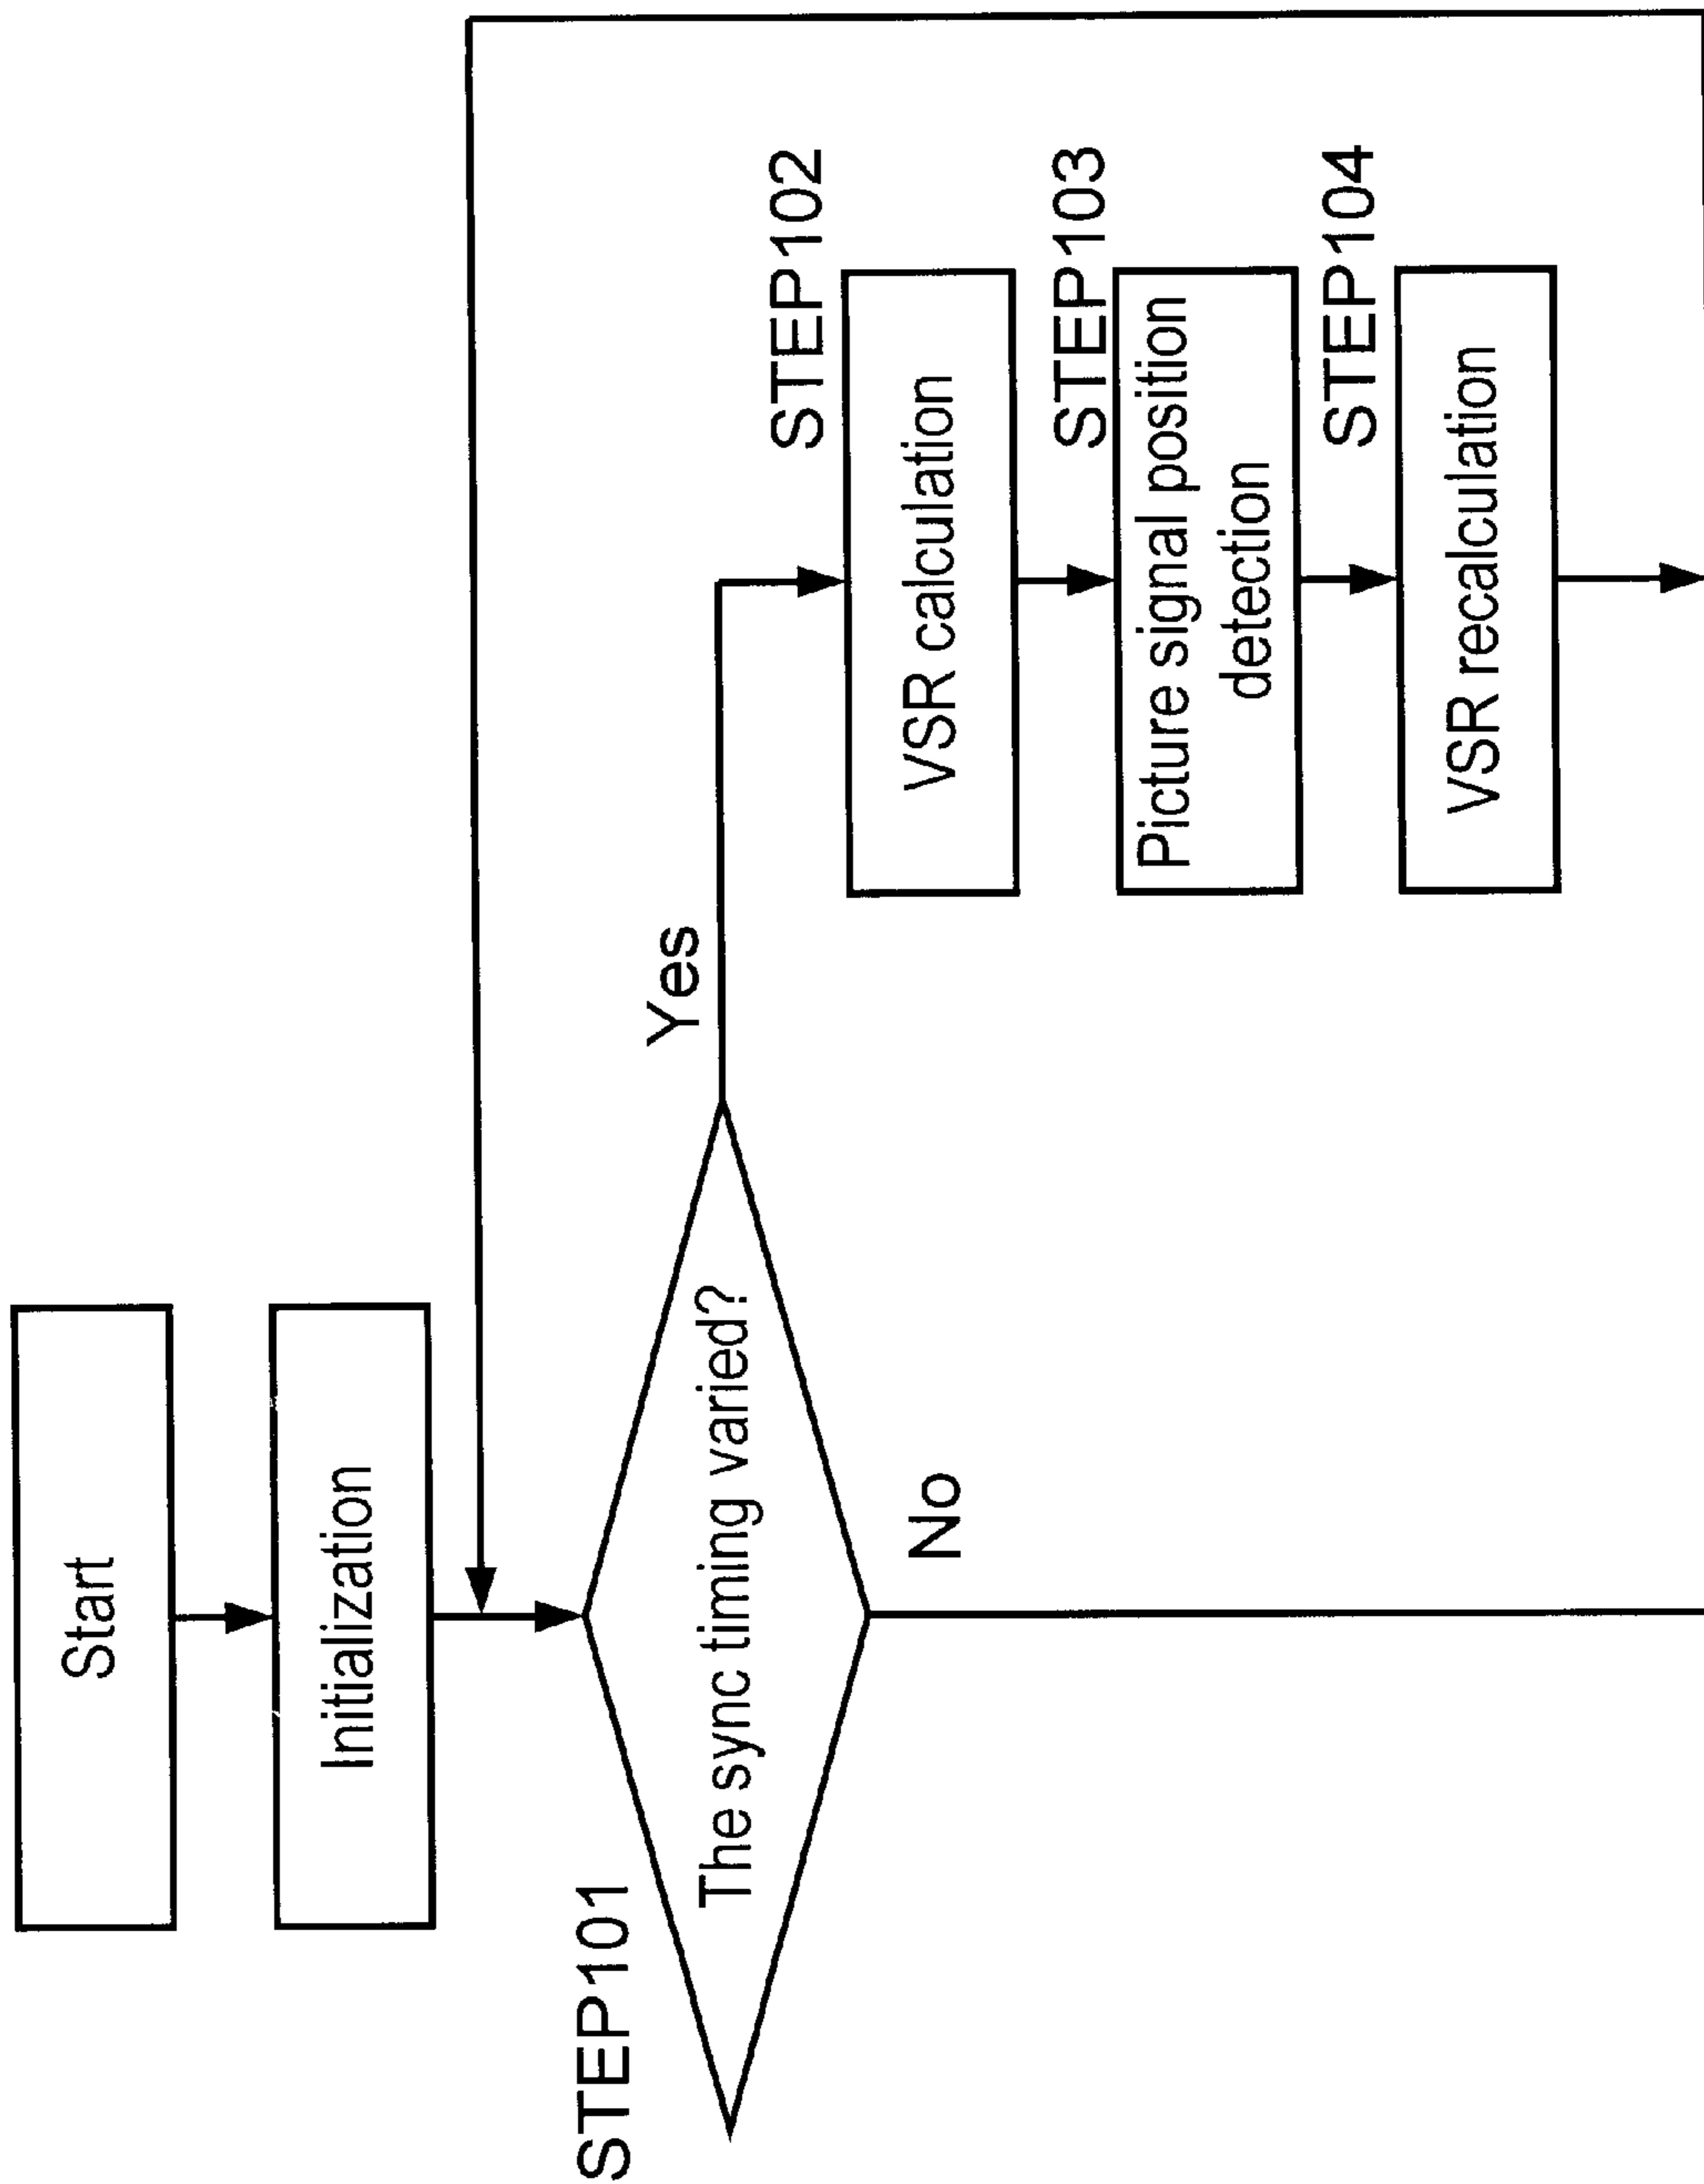 Start
Initialization
STEP101
The sync timing varied?
Yes
No
STEP102
VSR calculation
STEP103
Picture signal position
detection
STEP104
VSR recalculation